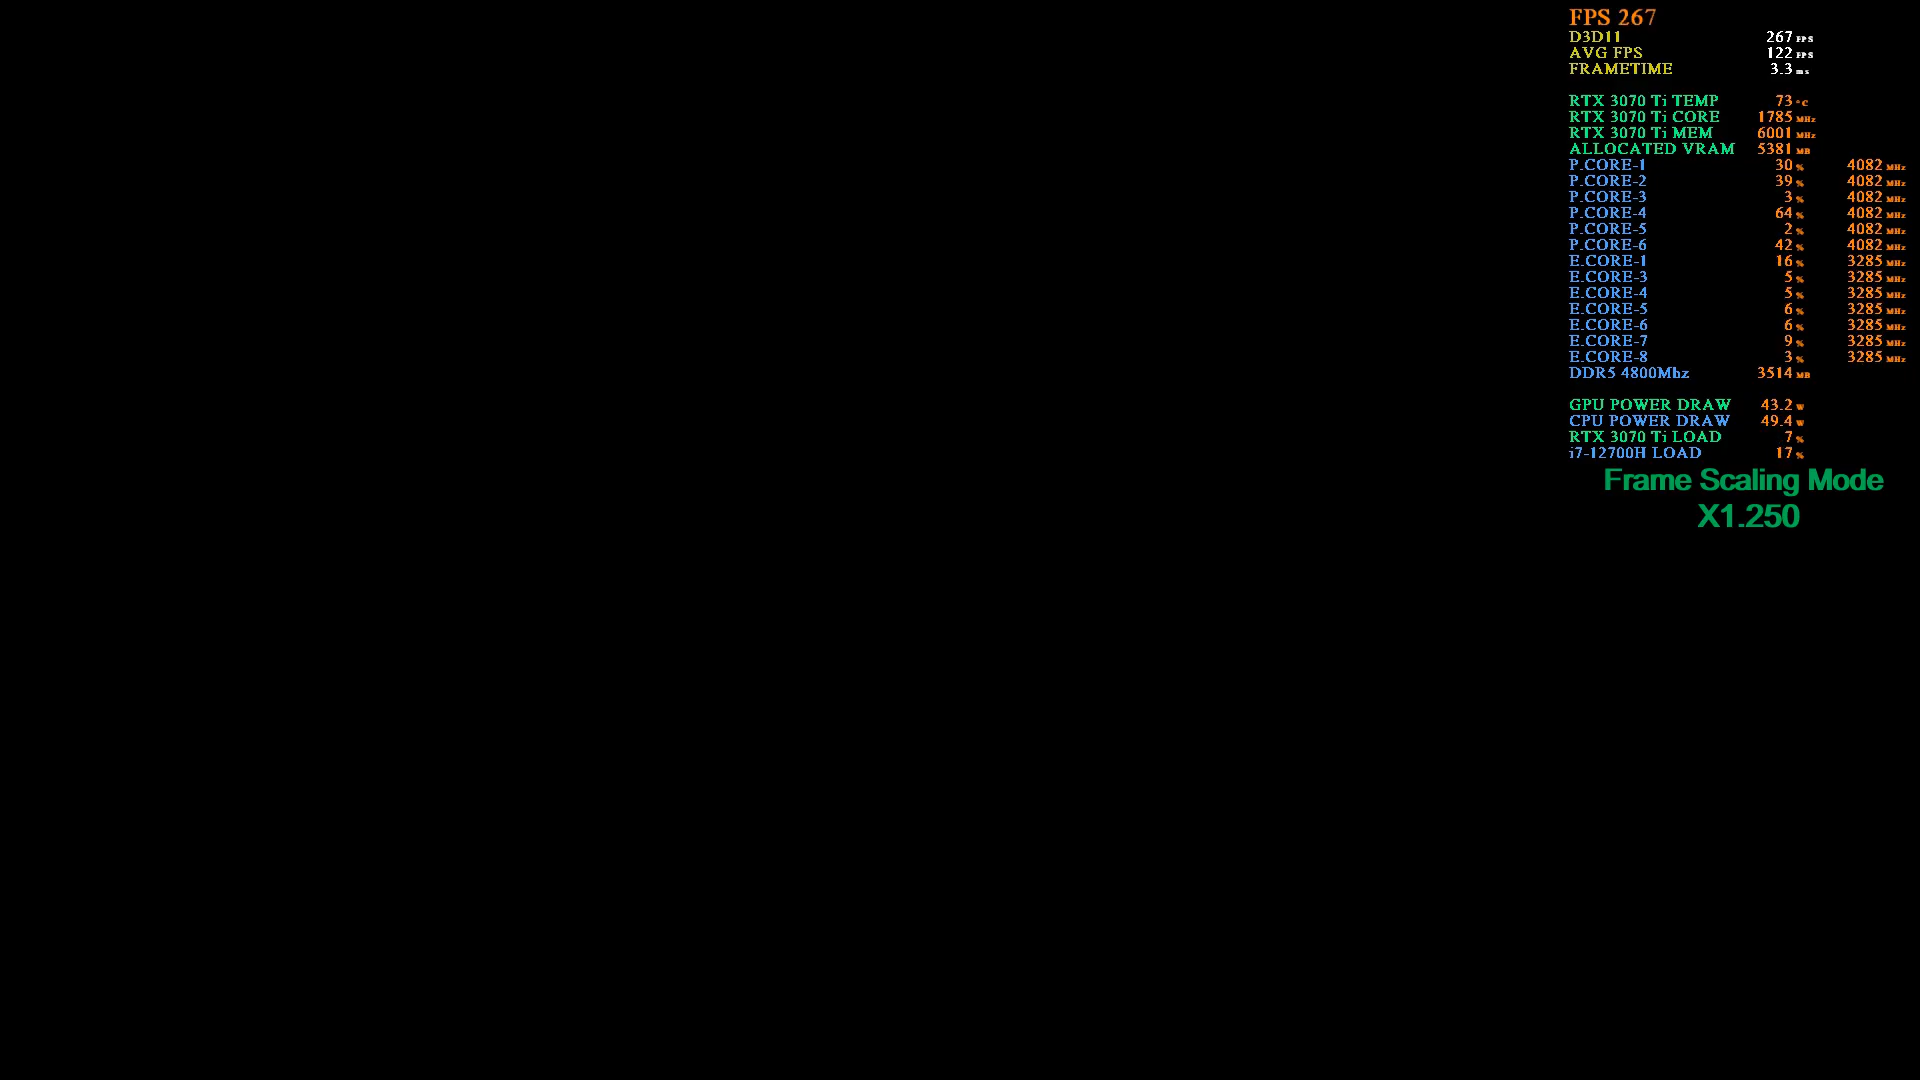 FPS 267
D3D11 267 FPS
AVG FPS 122 FPS
FRAMETIME 3.3 ms
RTX 3070 Ti TEMP 73 °C
RTX 3070 Ti CORE 1785 MHz
RTX 3070 Ti MEM 6001 MHz
ALLOCATED VRAM 5381 MB
P.CORE-1 30 % 4082 MHz
P.CORE-2 39 % 4082 MHz
P.CORE-3 3 % 4082 MHz
P.CORE-4 64 % 4082 MHz
P.CORE-5 2 % 4082 MHz
P.CORE-6 42 % 4082 MHz
E.CORE-1 16 % 3285 MHz
E.CORE-3 5 % 3285 MHz
E.CORE-4 5 % 3285 MHz
E.CORE-5 6 % 3285 MHz
E.CORE-6 6 % 3285 MHz
E.CORE-7 9 % 3285 MHz
E.CORE-8 3 % 3285 MHz
DDR5 4800Mhz 3514 MB
GPU POWER DRAW 43.2 W
CPU POWER DRAW 49.4 W
RTX 3070 Ti LOAD 7 %
i7-12700H LOAD 17 %
Frame Scaling Mode
X1.250